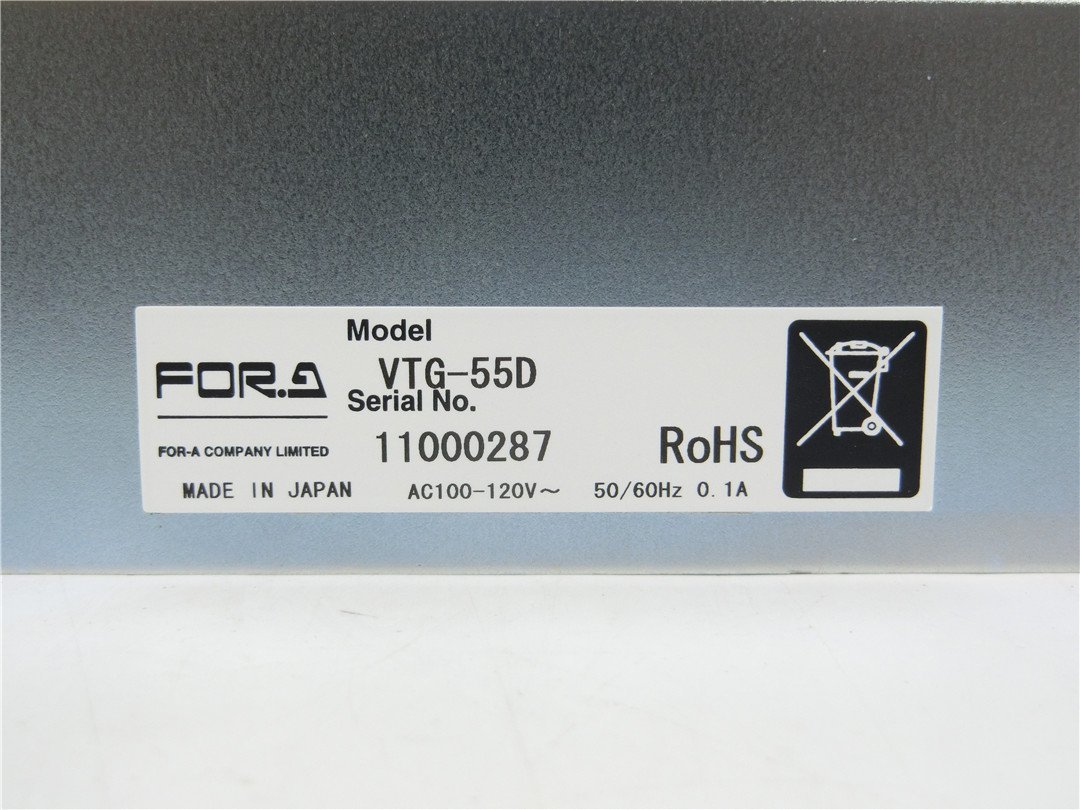 Model
FOR.A VTG-55D
Serial No.
FOR-A COMPANY LIMITED 11000287 RoHS
MADE IN JAPAN AC100-120V~ 50/60Hz 0.1A